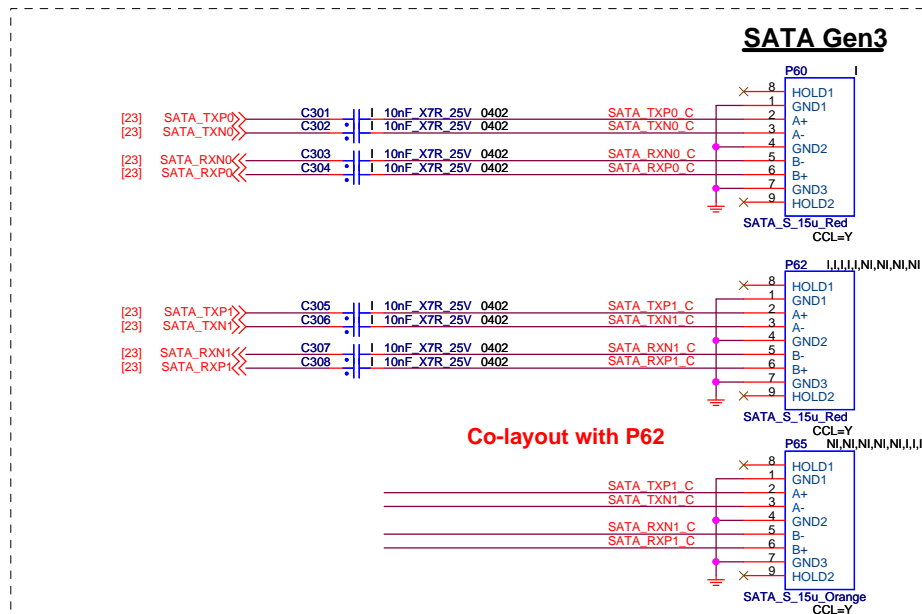 SATA Gen3
P60 I
8 HOLD1
1 GND1
[23] SATA_TXP0 C301 I 10nF_X7R_25V 0402 SATA_TXP0_C 2 A+
[23] SATA_TXN0 C302 I 10nF_X7R_25V 0402 SATA_TXN0_C 3 A-
4 GND2
[23] SATA_RXN0 C303 I 10nF_X7R_25V 0402 SATA_RXN0_C 5 B-
[23] SATA_RXP0 C304 I 10nF_X7R_25V 0402 SATA_RXP0_C 6 B+
7 GND3
9 HOLD2
SATA_S_15u_Red
CCL=Y
P62 I,I,I,I,I,NI,NI,NI,NI
8 HOLD1
1 GND1
[23] SATA_TXP1 C305 I 10nF_X7R_25V 0402 SATA_TXP1_C 2 A+
[23] SATA_TXN1 C306 I 10nF_X7R_25V 0402 SATA_TXN1_C 3 A-
4 GND2
[23] SATA_RXN1 C307 I 10nF_X7R_25V 0402 SATA_RXN1_C 5 B-
[23] SATA_RXP1 C308 I 10nF_X7R_25V 0402 SATA_RXP1_C 6 B+
7 GND3
9 HOLD2
SATA_S_15u_Red
CCL=Y
Co-layout with P62
P65 NI,NI,NI,NI,NI,I,I,I
8 HOLD1
1 GND1
SATA_TXP1_C 2 A+
SATA_TXN1_C 3 A-
4 GND2
SATA_RXN1_C 5 B-
SATA_RXP1_C 6 B+
7 GND3
9 HOLD2
SATA_S_15u_Orange
CCL=Y